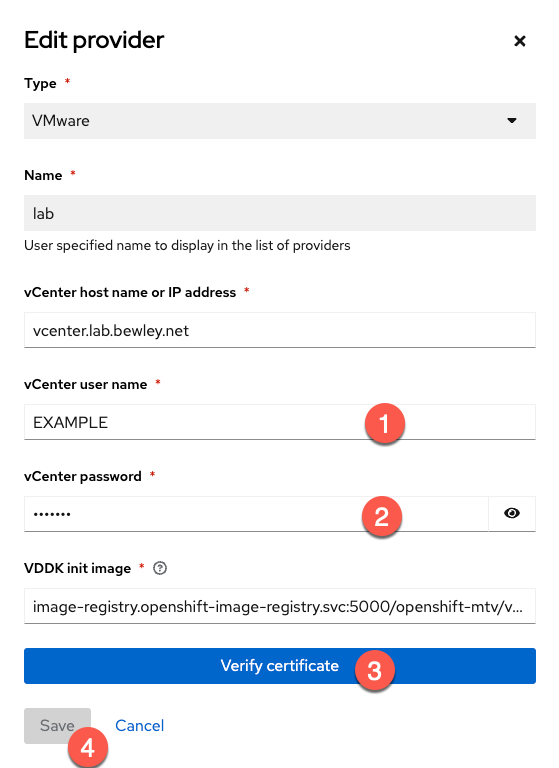 Edit provider
Type *
VMware
Name *
lab
User specified name to display in the list of providers
vCenter host name or IP address *
vcenter.lab.bewley.net
vCenter user name *
EXAMPLE
1
vCenter password *
•••••••
2
VDDK init image *
image-registry.openshift-image-registry.svc:5000/openshift-mtv/v...
Verify certificate
3
Save
Cancel
4